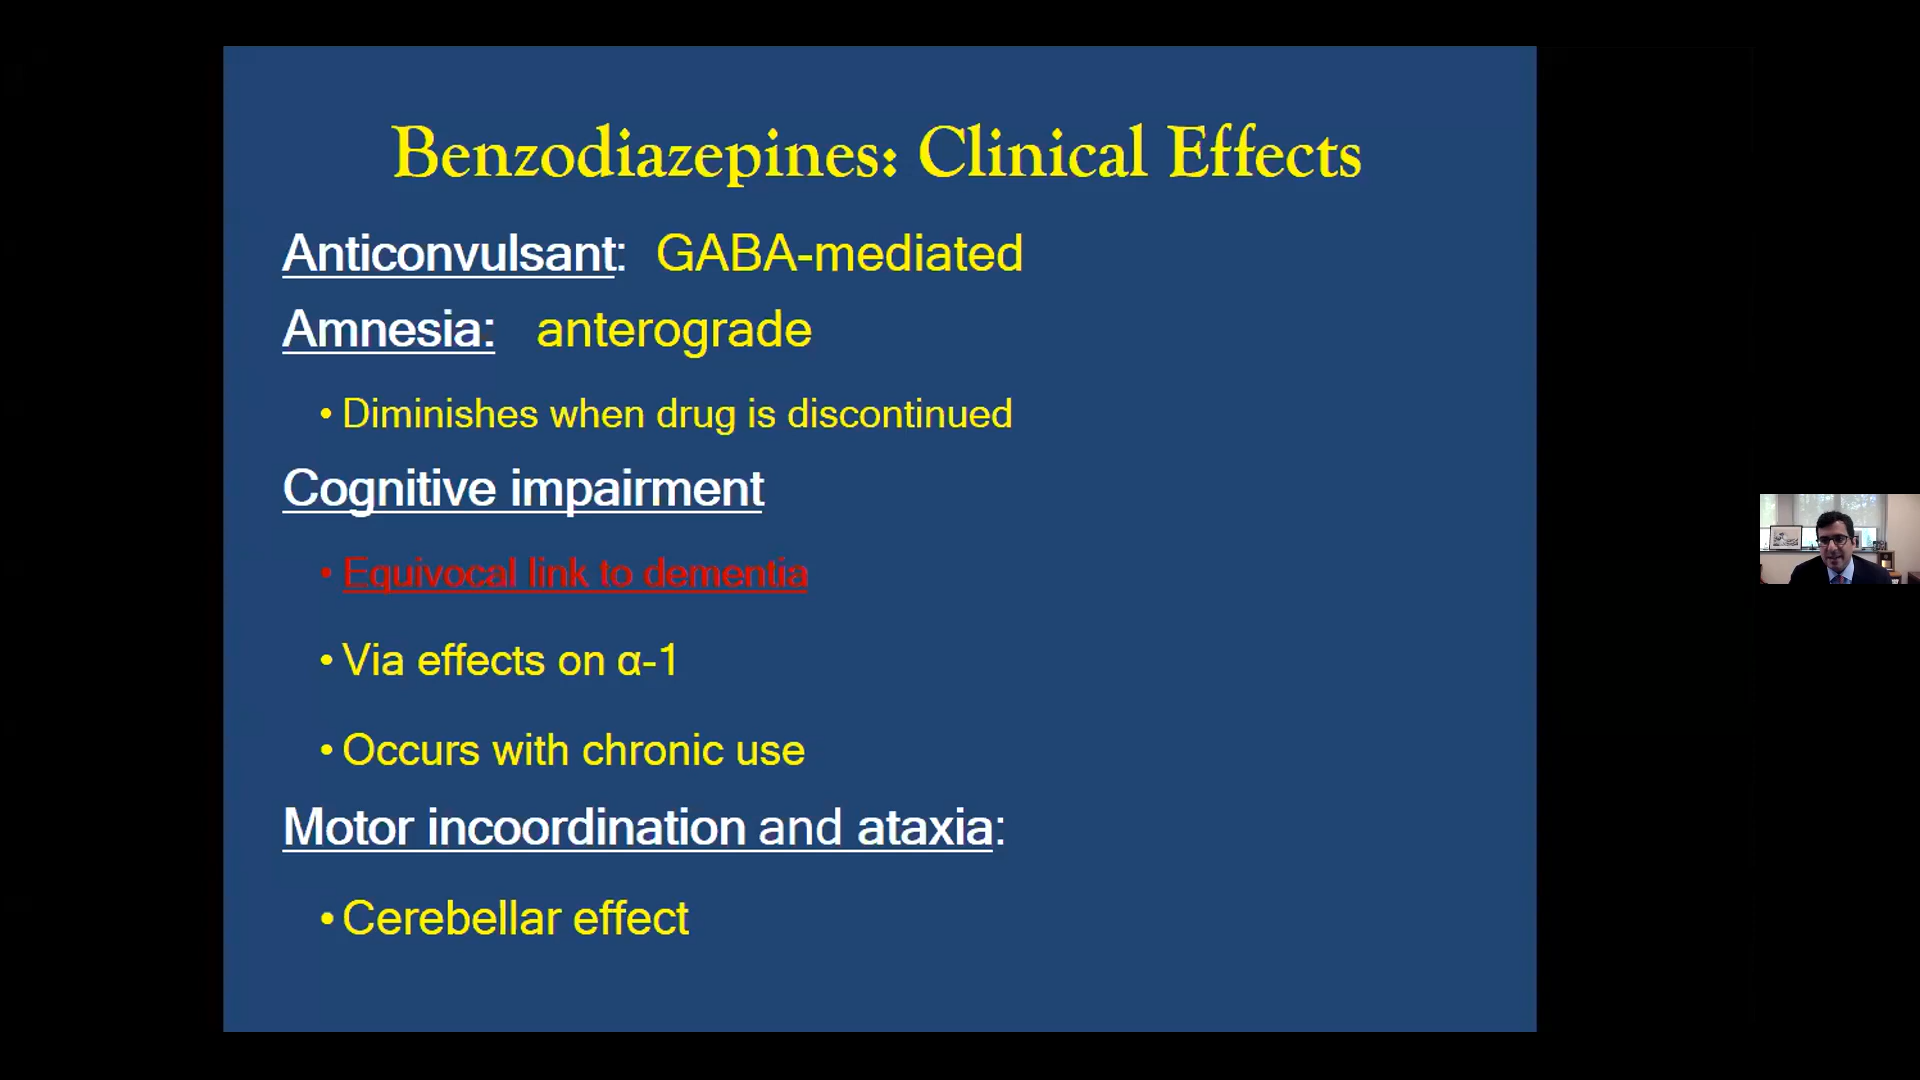 Benzodiazepines: Clinical Effects
Anticonvulsant: GABA-mediated
Amnesia: anterograde
• Diminishes when drug is discontinued
Cognitive impairment
• Equivocal link to dementia
• Via effects on α-1
• Occurs with chronic use
Motor incoordination and ataxia:
• Cerebellar effect